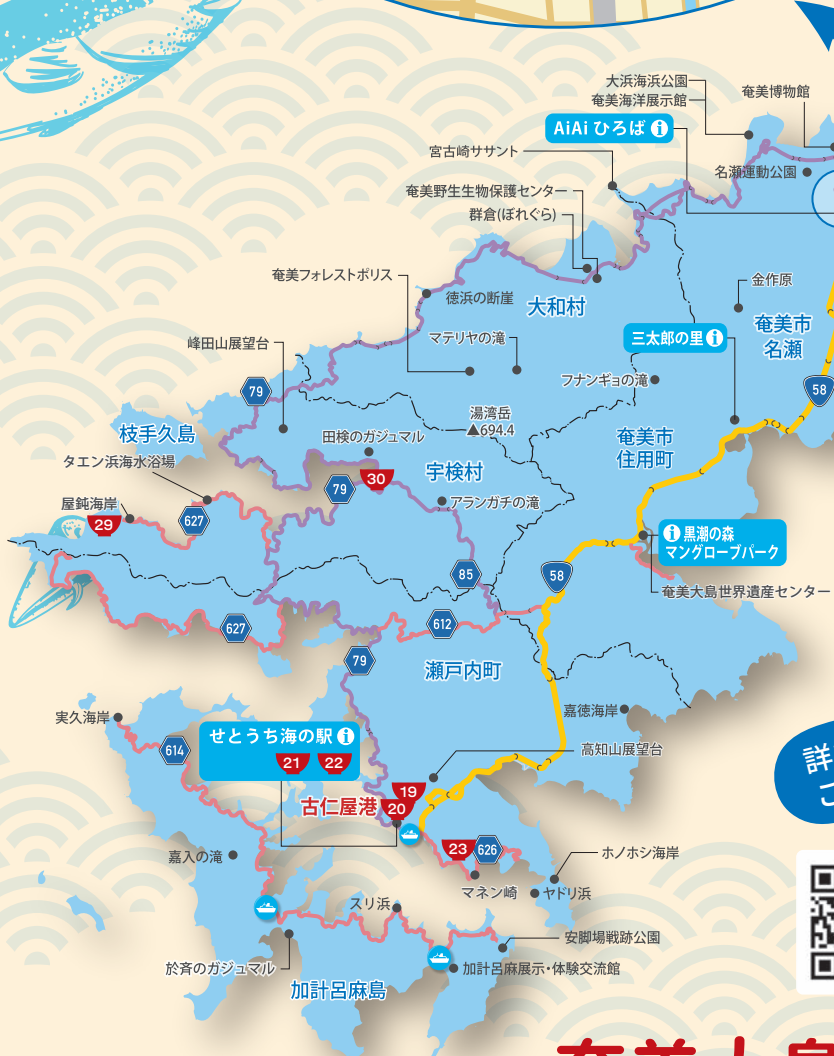 大浜海浜公園
奄美海洋展示館
奄美博物館
AiAi ひろば i
宮古崎ササント
名瀬運動公園
奄美野生生物保護センター
群倉(ぼれぐら)
奄美フォレストポリス
徳浜の断崖
大和村
金作原
奄美市
名瀬
マテリヤの滝
三太郎の里 i
峰田山展望台
フナンギョの滝
58
79
湯湾岳
▲694.4
枝手久島
田検のガジュマル
奄美市
住用町
タエン浜海水浴場
宇検村
30
79
アランガチの滝
屋鈍海岸
29
627
i 黒潮の森
マングローブパーク
85
58
奄美大島世界遺産センター
627
612
79
瀬戸内町
実久海岸
嘉徳海岸
614
せとうち海の駅 i
21
22
高知山展望台
詳
19
古仁屋港
20
23
626
ホノホシ海岸
嘉入の滝
マネン崎
ヤドリ浜
スリ浜
安脚場戦跡公園
於斉のガジュマル
加計呂麻展示・体験交流館
加計呂麻島